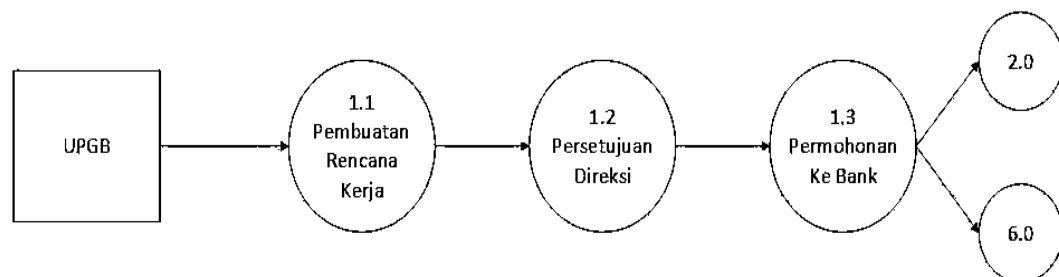 UPGB
1.1
Pembuatan
Rencana
Kerja
1.2
Persetujuan
Direksi
1.3
Permohonan
Ke Bank
2.0
6.0